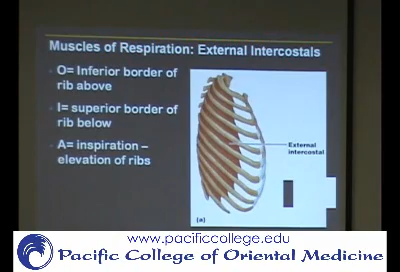 Muscles of Respiration: External Intercostals
O= Inferior border of
rib above
I= superior border of
rib below
A= inspiration –
elevation of ribs
External
intercostal
(a)
www.pacificcollege.edu
Pacific College of Oriental Medicine